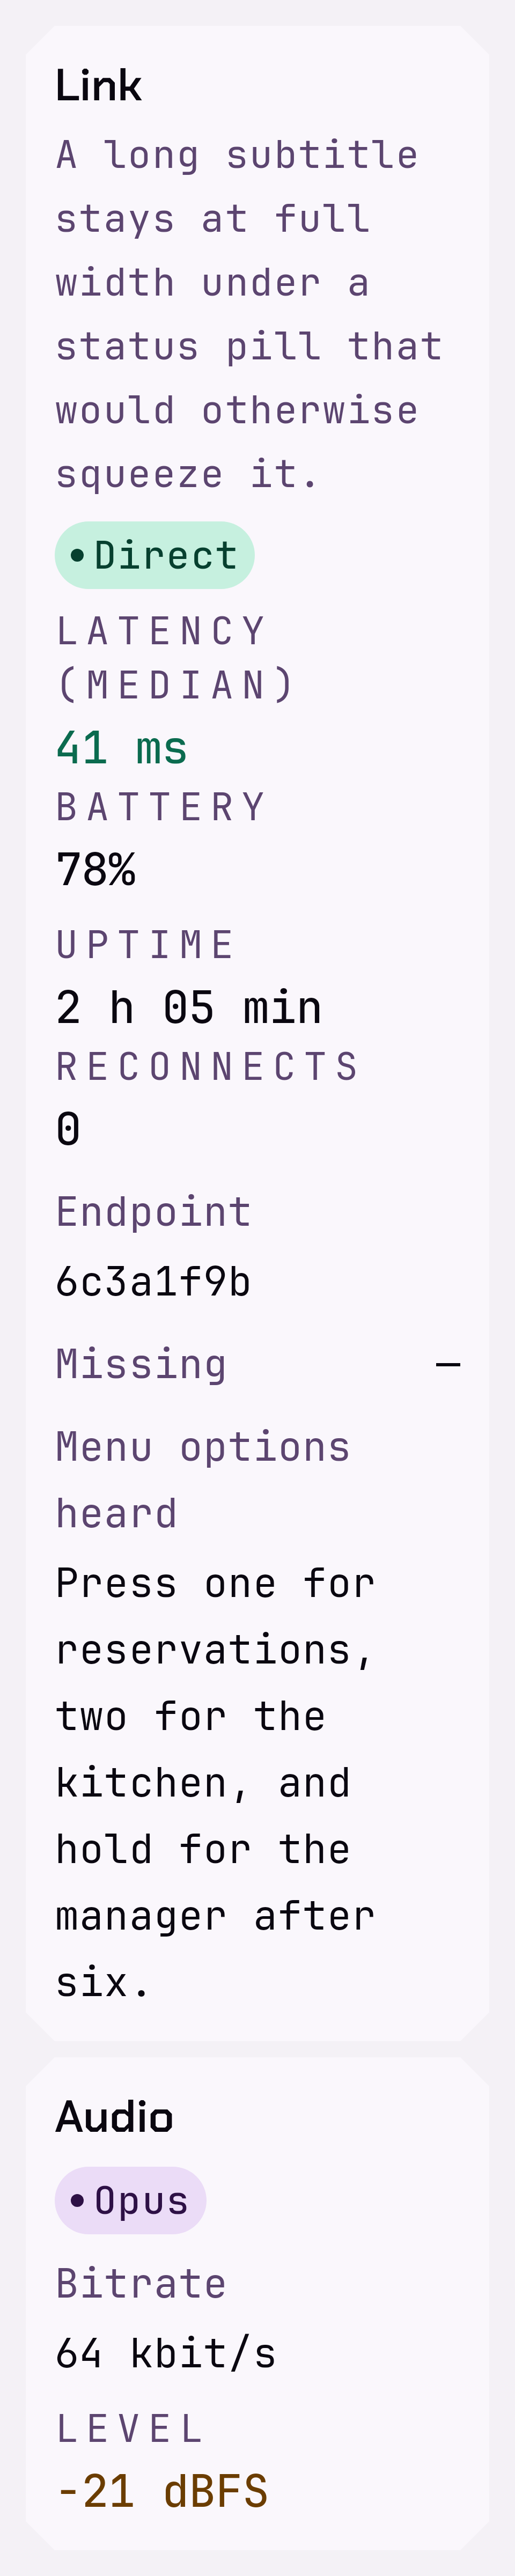 Link
A long subtitle
stays at full
width under a
status pill that
would otherwise
squeeze it.
• Direct
LATENCY
(MEDIAN)
41 ms
BATTERY
78%
UPTIME
2 h 05 min
RECONNECTS
0
Endpoint
6c3a1f9b
Missing —
Menu options
heard
Press one for
reservations,
two for the
kitchen, and
hold for the
manager after
six.
Audio
• Opus
Bitrate
64 kbit/s
LEVEL
-21 dBFS